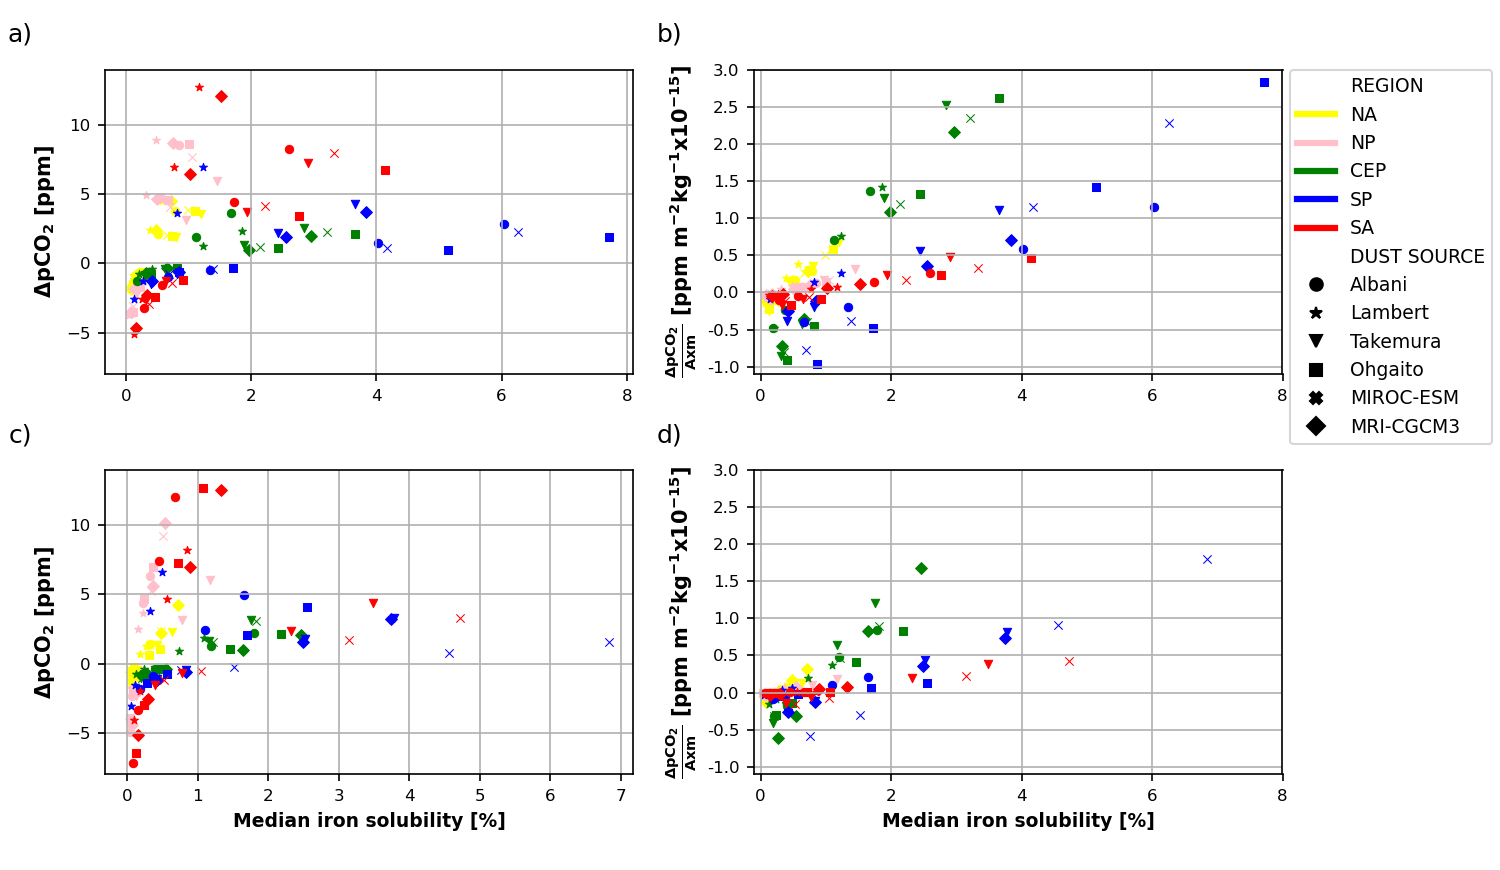 a)
ΔpCO₂ [ppm]
10
5
0
−5
0 2 4 6 8
b)
ΔpCO₂
Axm
[ppm m⁻²kg⁻¹x10⁻¹⁵]
3.0
2.5
2.0
1.5
1.0
0.5
0.0
-0.5
-1.0
0 2 4 6 8
REGION
NA
NP
CEP
SP
SA
DUST SOURCE
Albani
Lambert
Takemura
Ohgaito
MIROC-ESM
MRI-CGCM3
c)
ΔpCO₂ [ppm]
10
5
0
−5
0 1 2 3 4 5 6 7
Median iron solubility [%]
d)
ΔpCO₂
Axm
[ppm m⁻²kg⁻¹x10⁻¹⁵]
3.0
2.5
2.0
1.5
1.0
0.5
0.0
-0.5
-1.0
0 2 4 6 8
Median iron solubility [%]